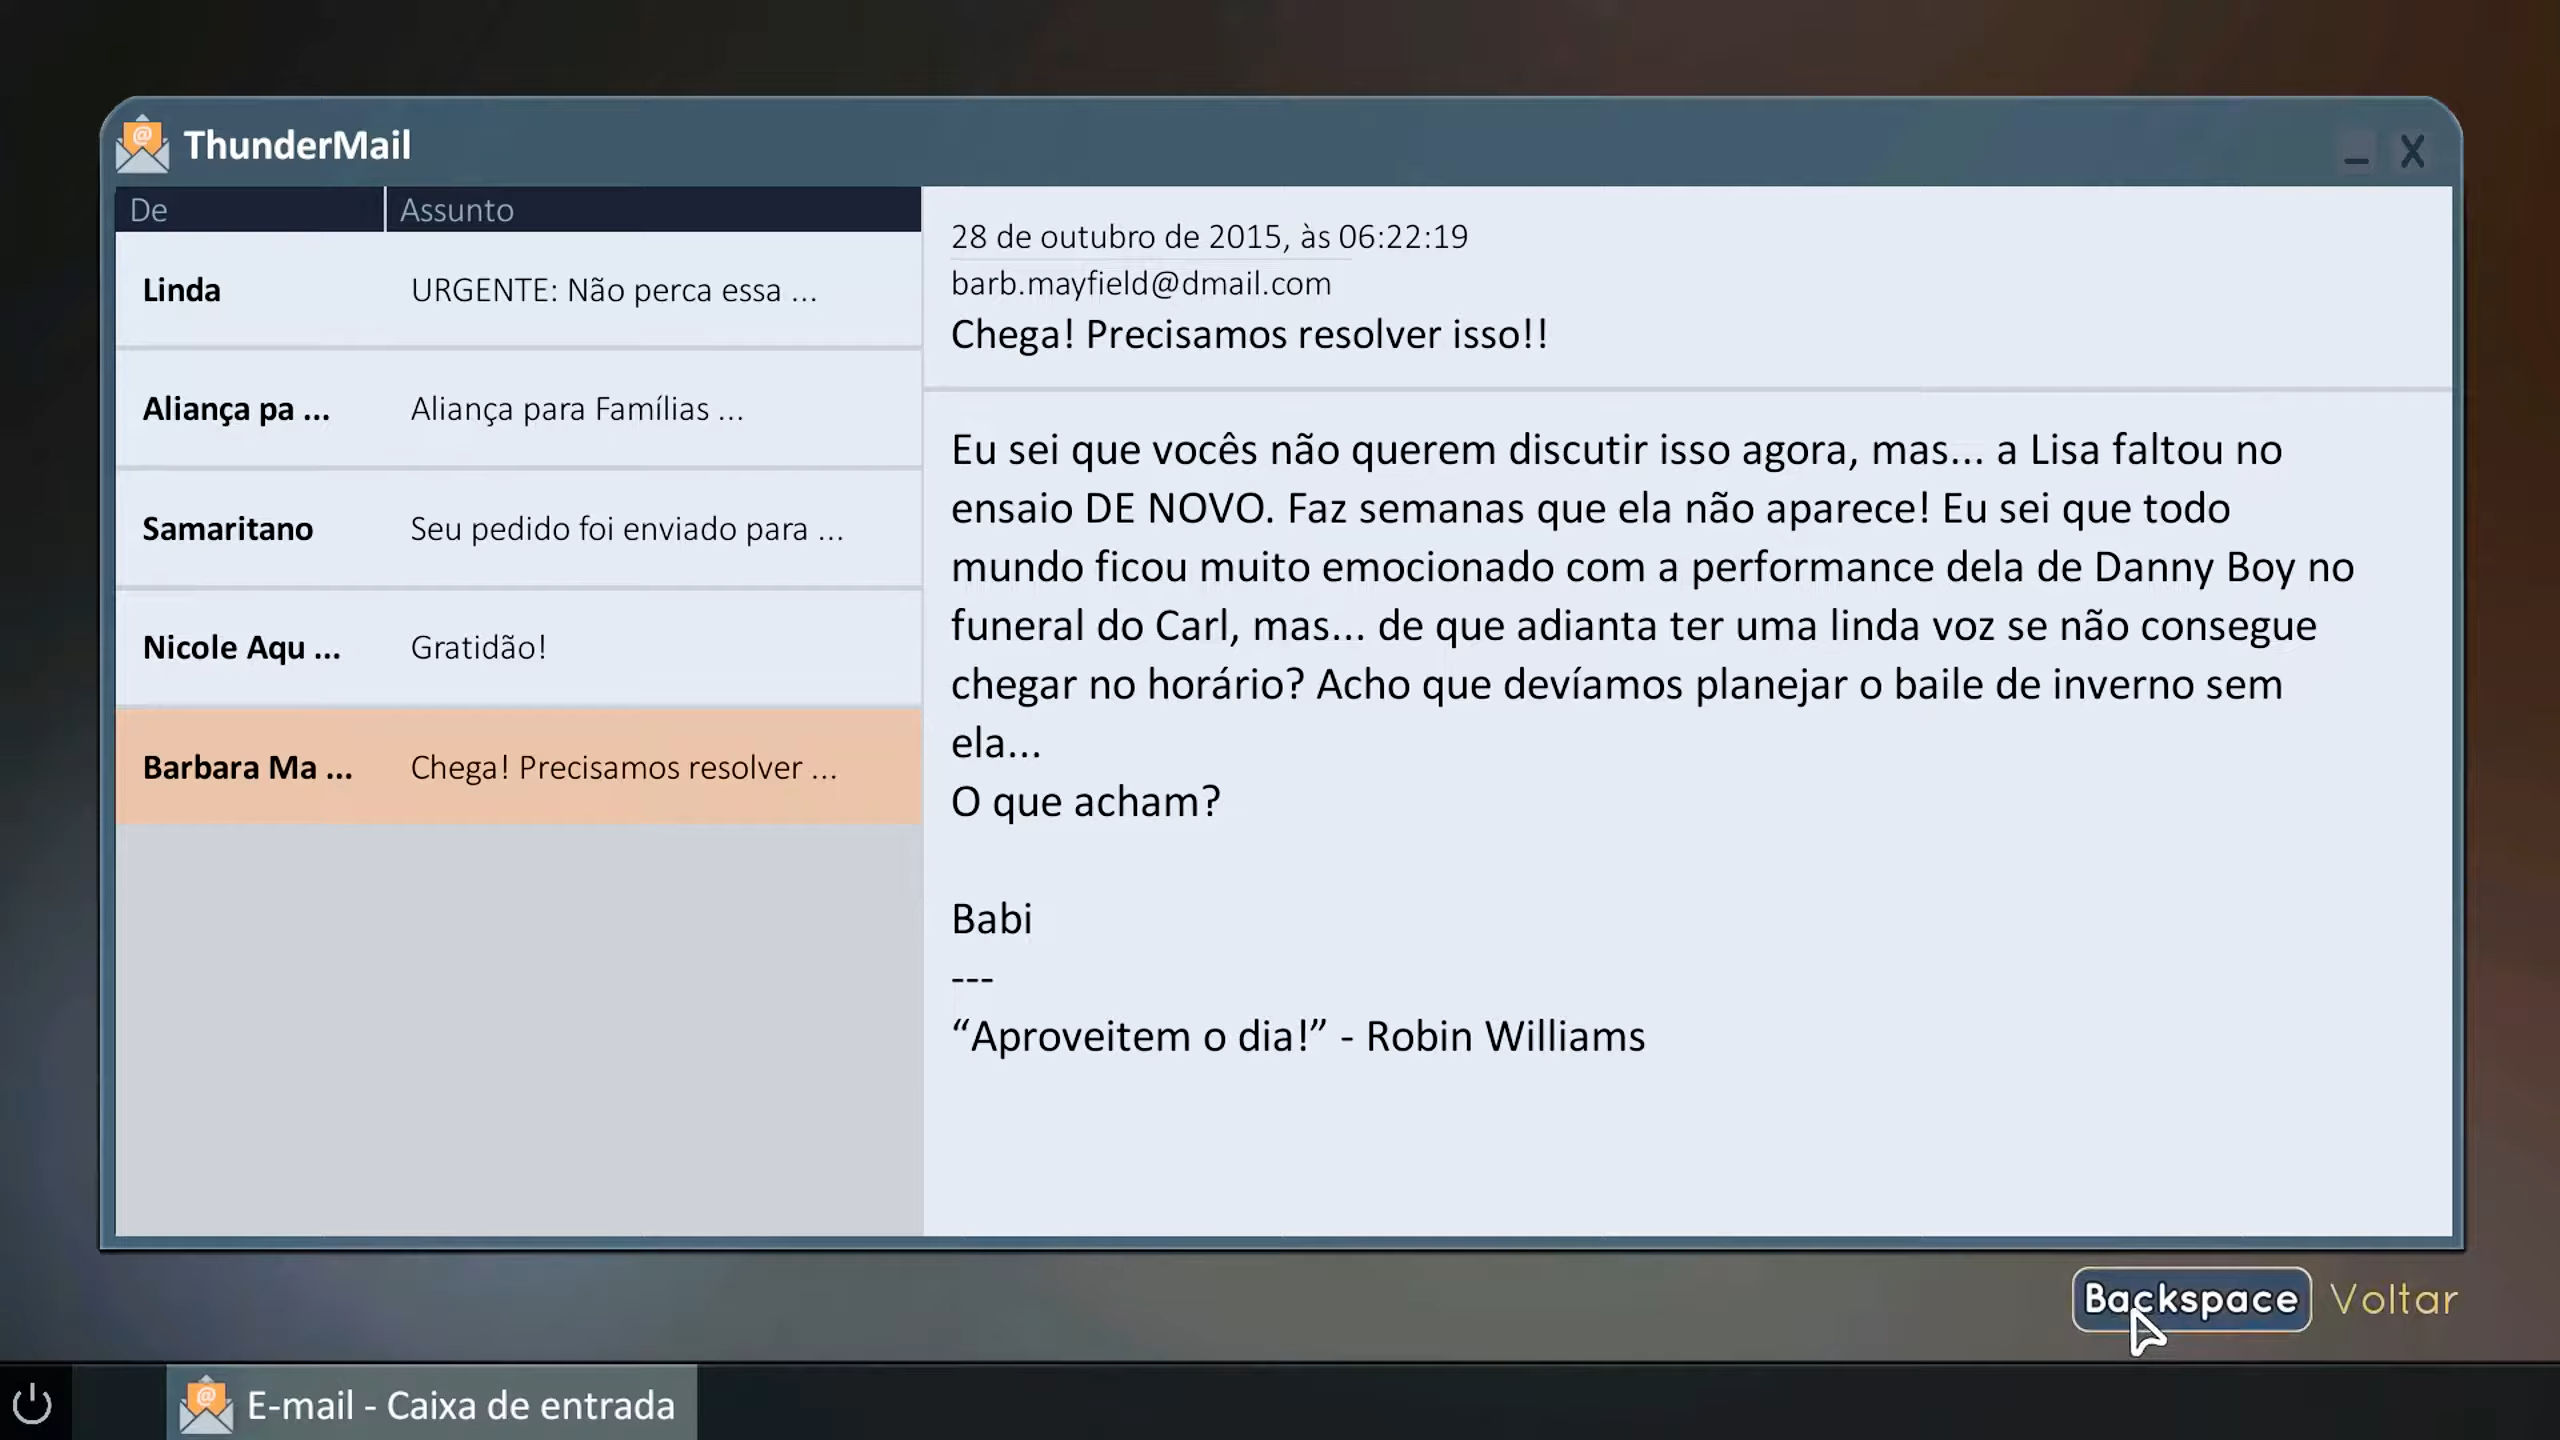 ThunderMail
De
Assunto
Linda
URGENTE: Não perca essa ...
Aliança pa ...
Aliança para Famílias ...
Samaritano
Seu pedido foi enviado para ...
Nicole Aqu ...
Gratidão!
Barbara Ma ...
Chega! Precisamos resolver ...
28 de outubro de 2015, às 06:22:19
barb.mayfield@dmail.com
Chega! Precisamos resolver isso!!
Eu sei que vocês não querem discutir isso agora, mas... a Lisa faltou no
ensaio DE NOVO. Faz semanas que ela não aparece! Eu sei que todo
mundo ficou muito emocionado com a performance dela de Danny Boy no
funeral do Carl, mas... de que adianta ter uma linda voz se não consegue
chegar no horário? Acho que devíamos planejar o baile de inverno sem
ela...
O que acham?
Babi
---
“Aproveitem o dia!” - Robin Williams
Backspace Voltar
E-mail - Caixa de entrada